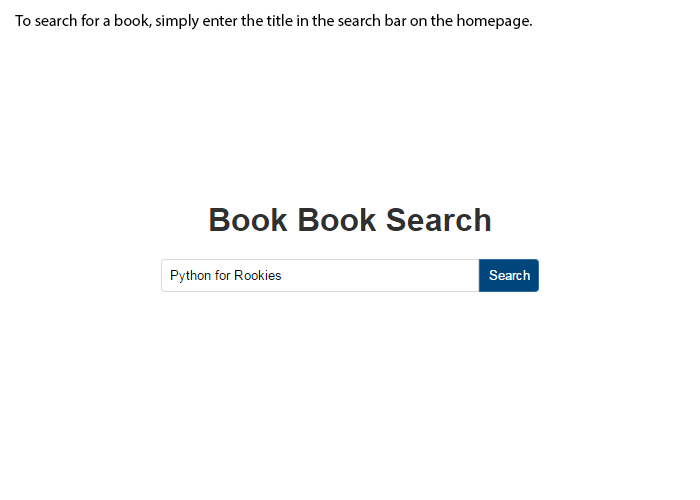 To search for a book, simply enter the title in the search bar on the homepage.
Book Book Search
Python for Rookies Search